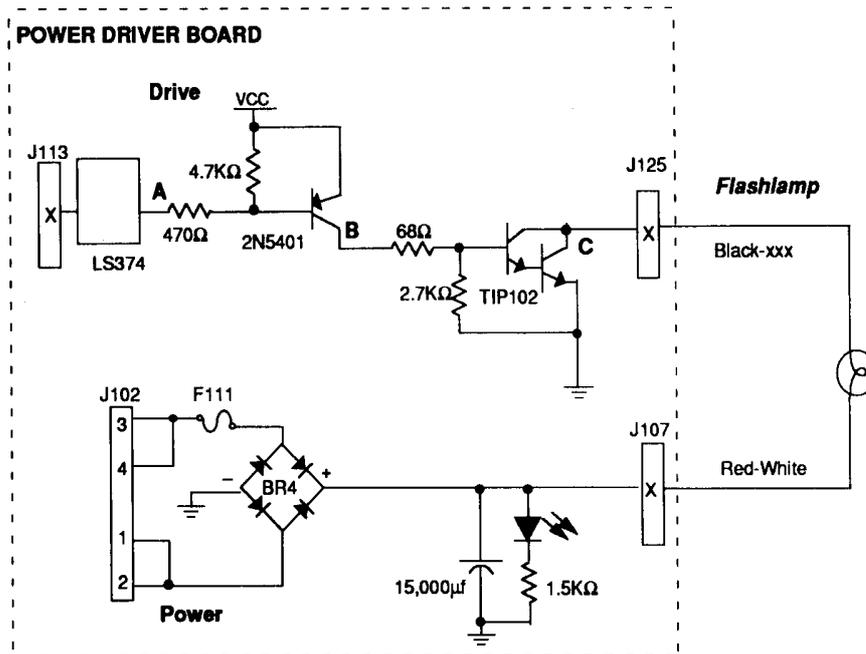 POWER DRIVER BOARD
Drive
VCC
J113
X
LS374
A
470Ω
4.7KΩ
2N5401
B
68Ω
2.7KΩ
TIP102
C
J125
X
Flashlamp
Black-xxx
J102
3
4
1
2
F111
–
BR4
+
Power
15,000µf
1.5KΩ
J107
X
Red-White